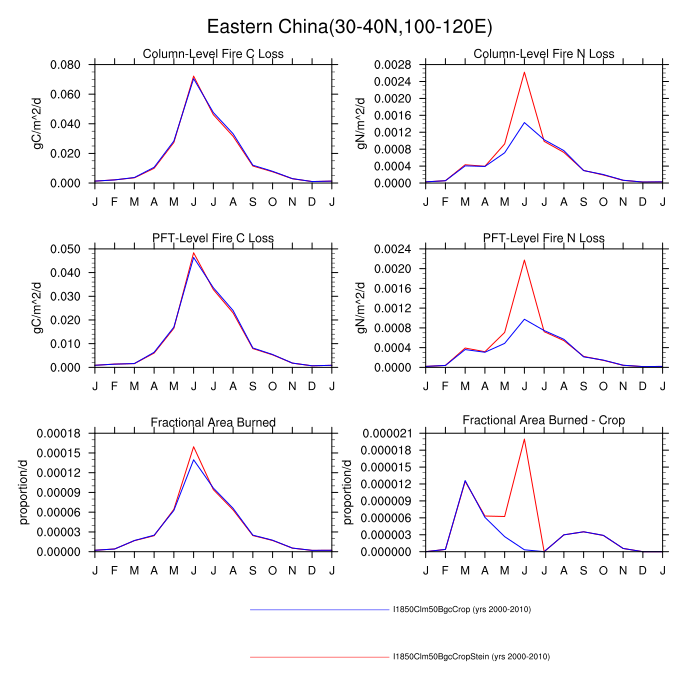 Eastern China(30-40N,100-120E)
Column-Level Fire C Loss
gC/m^2/d
0.080
0.060
0.040
0.020
0.000
J F M A M J J A S O N D J
Column-Level Fire N Loss
gN/m^2/d
0.0028
0.0024
0.0020
0.0016
0.0012
0.0008
0.0004
0.0000
J F M A M J J A S O N D J
PFT-Level Fire C Loss
gC/m^2/d
0.050
0.040
0.030
0.020
0.010
0.000
J F M A M J J A S O N D J
PFT-Level Fire N Loss
gN/m^2/d
0.0024
0.0020
0.0016
0.0012
0.0008
0.0004
0.0000
J F M A M J J A S O N D J
Fractional Area Burned
proportion/d
0.00018
0.00015
0.00012
0.00009
0.00006
0.00003
0.00000
J F M A M J J A S O N D J
Fractional Area Burned - Crop
proportion/d
0.000021
0.000018
0.000015
0.000012
0.000009
0.000006
0.000003
0.000000
J F M A M J J A S O N D J
I1850Clm50BgcCrop (yrs 2000-2010)
I1850Clm50BgcCropStein (yrs 2000-2010)